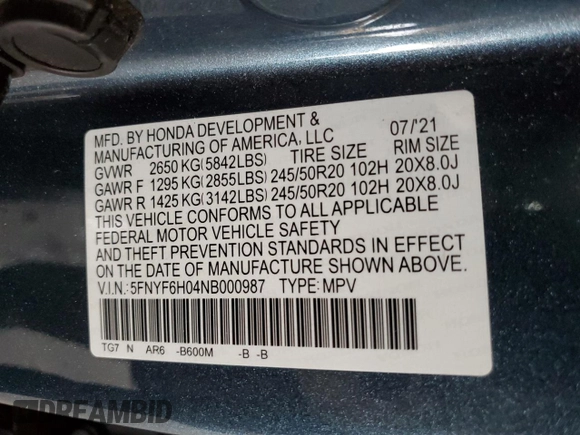 MFD. BY HONDA DEVELOPMENT &
MANUFACTURING OF AMERICA, LLC 07/'21
GVWR 2650 KG(5842LBS) TIRE SIZE RIM SIZE
GAWR F 1295 KG(2855LBS) 245/50R20 102H 20X8.0J
GAWR R 1425 KG(3142LBS) 245/50R20 102H 20X8.0J
THIS VEHICLE CONFORMS TO ALL APPLICABLE
FEDERAL MOTOR VEHICLE SAFETY
AND THEFT PREVENTION STANDARDS IN EFFECT
ON THE DATE OF MANUFACTURE SHOWN ABOVE.
V.I.N.:5FNYF6H04NB000987 TYPE: MPV
TG7 N AR6 -B600M -B -B
DREAMBID